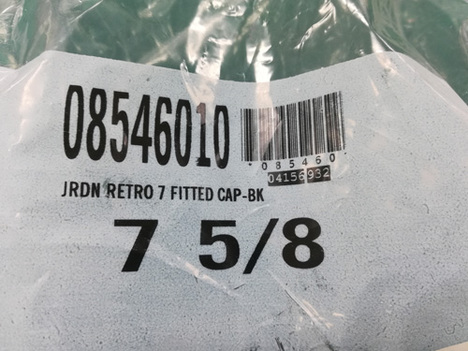 08546010
085460
04156932
JRDN RETRO 7 FITTED CAP-BK
7 5/8